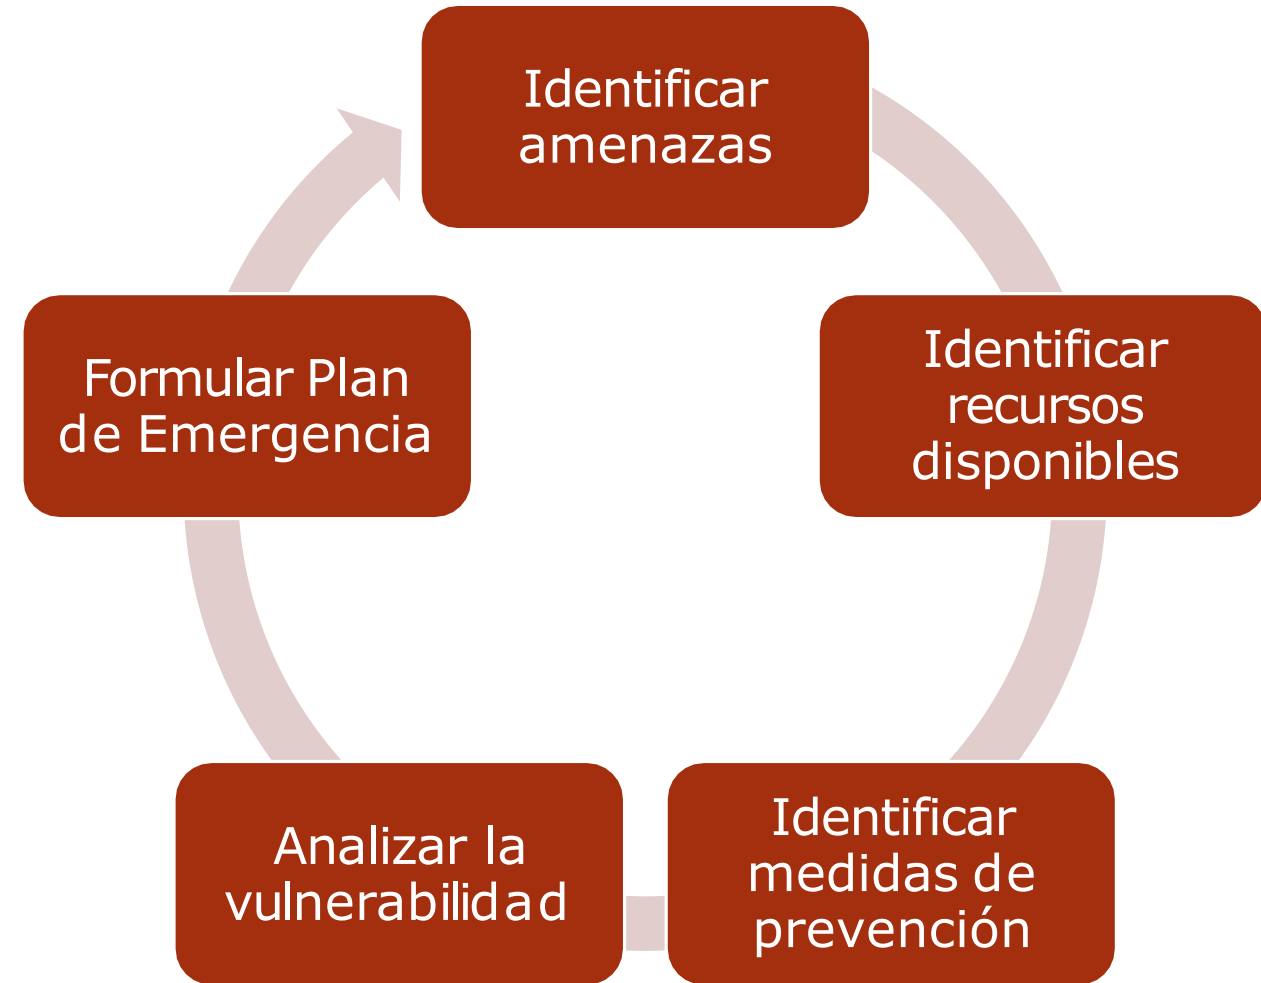 Identificar
amenazas
Identificar
recursos
disponibles
Identificar
medidas de
prevención
Analizar la
vulnerabilidad
Formular Plan
de Emergencia